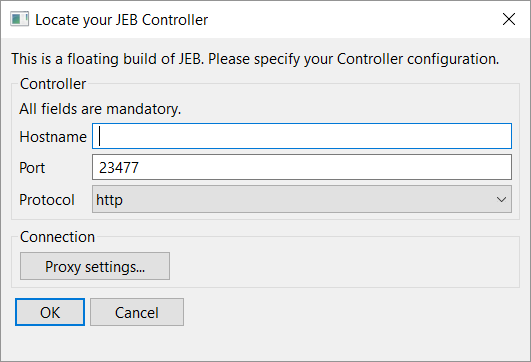 Locate your JEB Controller
This is a floating build of JEB. Please specify your Controller configuration.
Controller
All fields are mandatory.
Hostname
Port 23477
Protocol http
Connection
Proxy settings...
OK Cancel